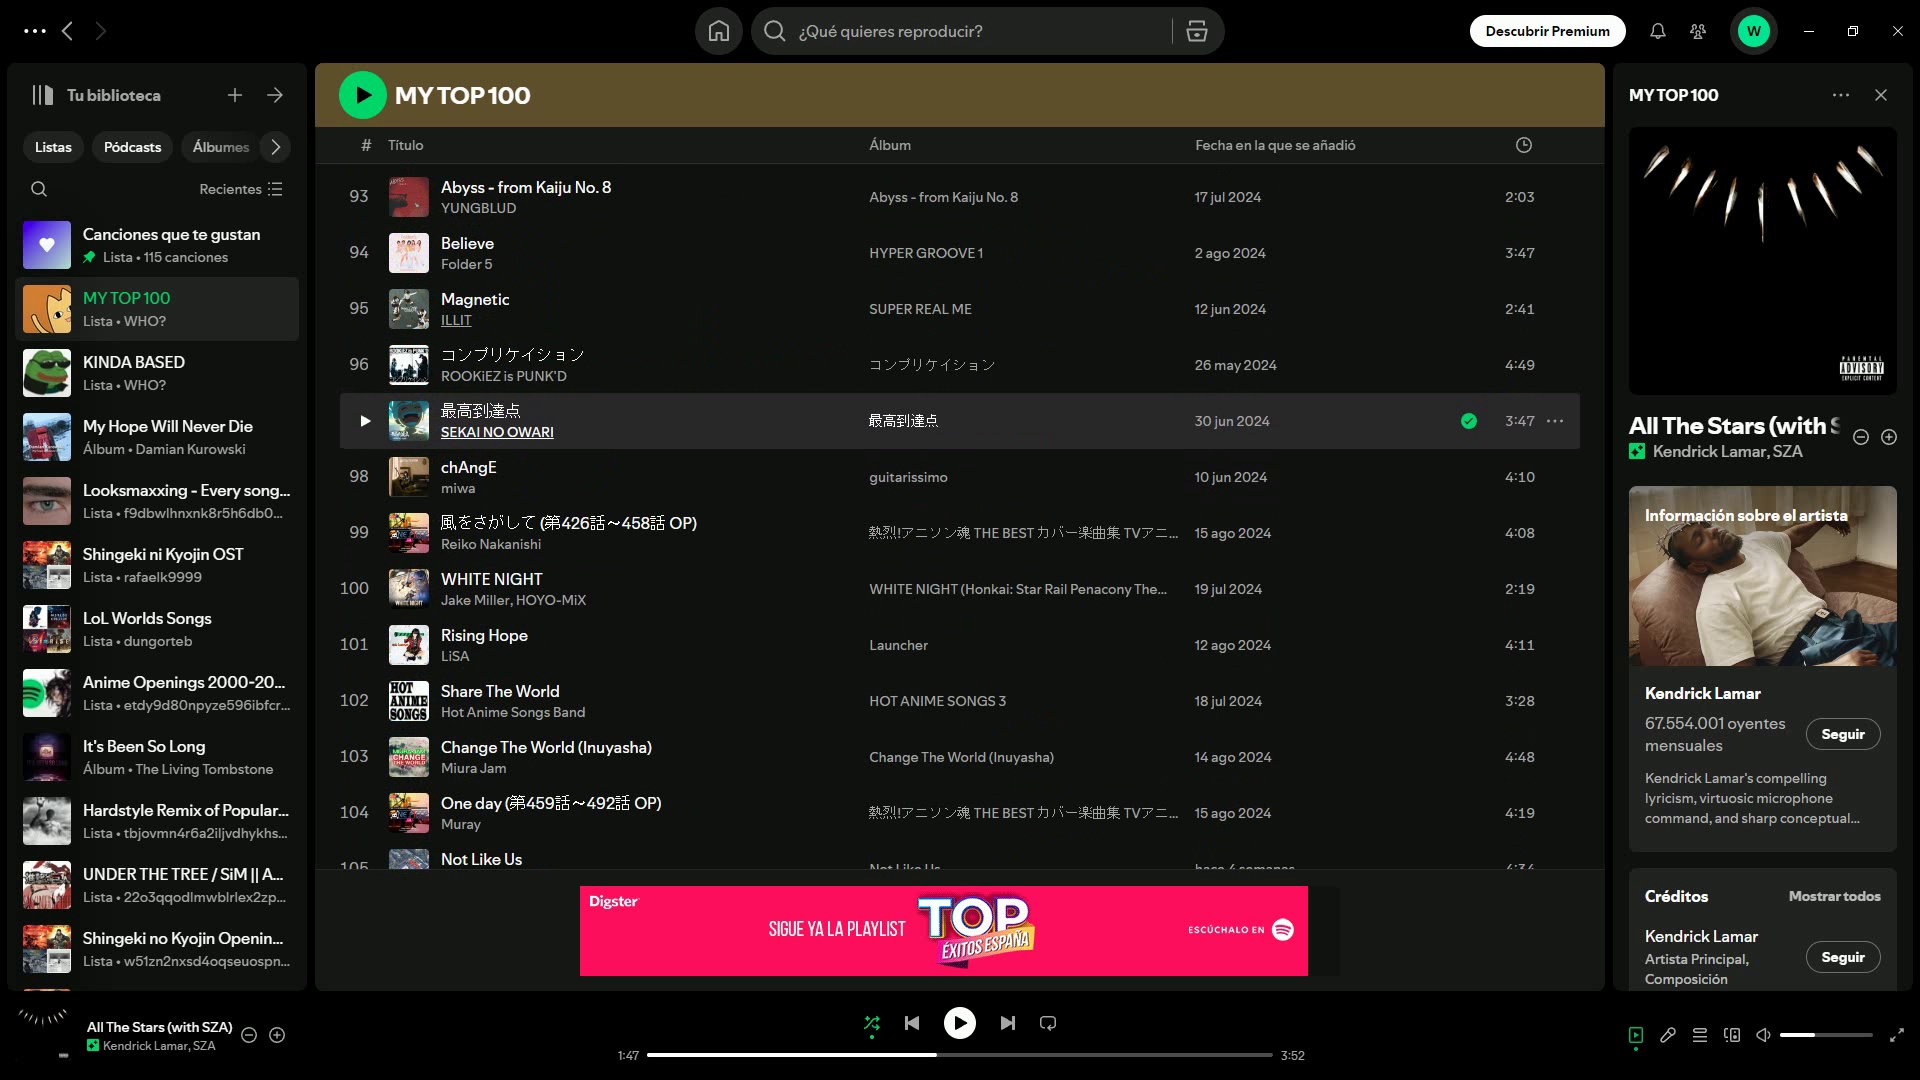 ¿Qué quieres reproducir?
Descubrir Premium
W
Tu biblioteca
Listas
Pódcasts
Álbumes
Recientes
Canciones que te gustan
Lista • 115 canciones
MY TOP 100
Lista • WHO?
KINDA BASED
Lista • WHO?
My Hope Will Never Die
Álbum • Damian Kurowski
Looksmaxxing - Every song...
Lista • f9dbwlhnxnk8r5h6db0...
Shingeki ni Kyojin OST
Lista • rafaelk9999
LoL Worlds Songs
Lista • dungorteb
Anime Openings 2000-20...
Lista • etdy9d80npyze596ibfcr...
It's Been So Long
Álbum • The Living Tombstone
Hardstyle Remix of Popular...
Lista • tbjovmn4r6a2iljvdhykhs...
UNDER THE TREE / SiM || A...
Lista • 22o3qqodlmwblrlex2zp...
Shingeki no Kyojin Openin...
Lista • w51zn2nxsd4oqseuospn...
MY TOP 100
# Título Álbum Fecha en la que se añadió
93 Abyss - from Kaiju No. 8 Abyss - from Kaiju No. 8 17 jul 2024 2:03
YUNGBLUD
94 Believe HYPER GROOVE 1 2 ago 2024 3:47
Folder 5
95 Magnetic SUPER REAL ME 12 jun 2024 2:41
ILLIT
96 コンプリケイション コンプリケイション 26 may 2024 4:49
ROOKiEZ is PUNK'D
最高到達点 最高到達点 30 jun 2024 3:47
SEKAI NO OWARI
98 chAngE guitarissimo 10 jun 2024 4:10
miwa
99 風をさがして (第426話～458話 OP) 熱烈!アニソン魂 THE BEST カバー楽曲集 TVアニ... 15 ago 2024 4:08
Reiko Nakanishi
100 WHITE NIGHT WHITE NIGHT (Honkai: Star Rail Penacony The... 19 jul 2024 2:19
Jake Miller, HOYO-MiX
101 Rising Hope Launcher 12 ago 2024 4:11
LiSA
102 Share The World HOT ANIME SONGS 3 18 jul 2024 3:28
Hot Anime Songs Band
103 Change The World (Inuyasha) Change The World (Inuyasha) 14 ago 2024 4:48
Miura Jam
104 One day (第459話～492話 OP) 熱烈!アニソン魂 THE BEST カバー楽曲集 TVアニ... 15 ago 2024 4:19
Muray
105 Not Like Us Not Like Us hace 4 semanas 4:34
Digster
SIGUE YA LA PLAYLIST
TOP
ÉXITOS ESPAÑA
ESCÚCHALO EN
MY TOP 100
PARENTAL
ADVISORY
EXPLICIT CONTENT
All The Stars (with S
Kendrick Lamar, SZA
Información sobre el artista
Kendrick Lamar
67.554.001 oyentes
mensuales
Seguir
Kendrick Lamar's compelling
lyricism, virtuosic microphone
command, and sharp conceptual...
Créditos
Mostrar todos
Kendrick Lamar
Artista Principal,
Composición
Seguir
All The Stars (with SZA)
Kendrick Lamar, SZA
1:47
3:52